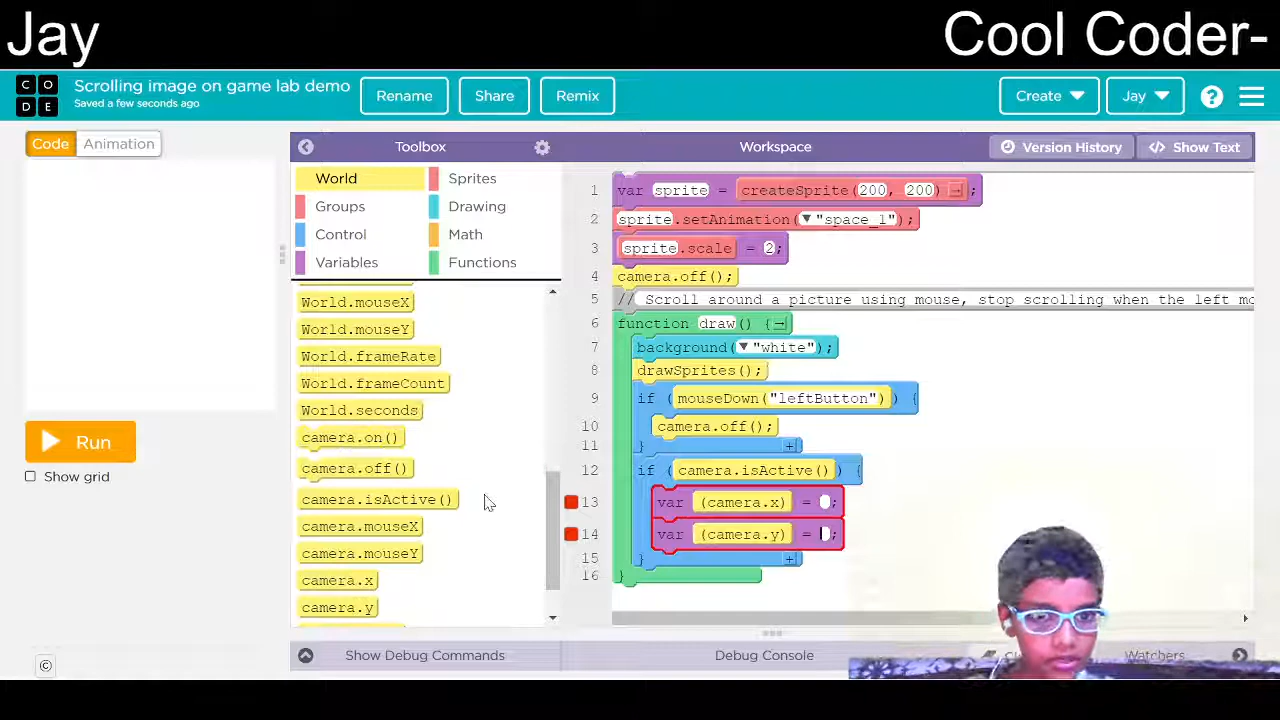 Jay
Cool Coder-
C O D E
Scrolling image on game lab demo
Saved a few seconds ago
Rename
Share
Remix
Create
Jay
?
Code
Animation
Toolbox
Workspace
Version History
</> Show Text
World
Sprites
Groups
Drawing
Control
Math
Variables
Functions
World.mouseX
World.mouseY
World.frameRate
World.frameCount
World.seconds
camera.on()
camera.off()
camera.isActive()
camera.mouseX
camera.mouseY
camera.x
camera.y
1 var sprite = createSprite(200, 200);
2 sprite.setAnimation("space_1");
3 sprite.scale = 2;
4 camera.off();
5 // Scroll around a picture using mouse, stop scrolling when the left mo
6 function draw() {
7 background("white");
8 drawSprites();
9 if (mouseDown("leftButton")) {
10 camera.off();
11 }
12 if (camera.isActive()) {
13 var (camera.x) = ;
14 var (camera.y) = ;
15 }
16 }
Run
Show grid
©
Show Debug Commands
Debug Console
Watchers